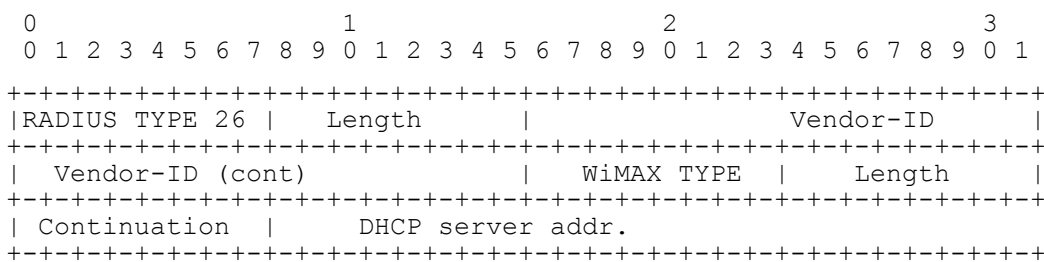 0                   1                   2                   3
 0 1 2 3 4 5 6 7 8 9 0 1 2 3 4 5 6 7 8 9 0 1 2 3 4 5 6 7 8 9 0 1
+-+-+-+-+-+-+-+-+-+-+-+-+-+-+-+-+-+-+-+-+-+-+-+-+-+-+-+-+-+-+-+-+
|RADIUS TYPE 26 |   Length      |                Vendor-ID      |
+-+-+-+-+-+-+-+-+-+-+-+-+-+-+-+-+-+-+-+-+-+-+-+-+-+-+-+-+-+-+-+-+
|  Vendor-ID (cont)             |   WiMAX TYPE  |    Length     |
+-+-+-+-+-+-+-+-+-+-+-+-+-+-+-+-+-+-+-+-+-+-+-+-+-+-+-+-+-+-+-+-+
| Continuation  |     DHCP server addr.
+-+-+-+-+-+-+-+-+-+-+-+-+-+-+-+-+-+-+-+-+-+-+-+-+-+-+-+-+-+-+-+-+